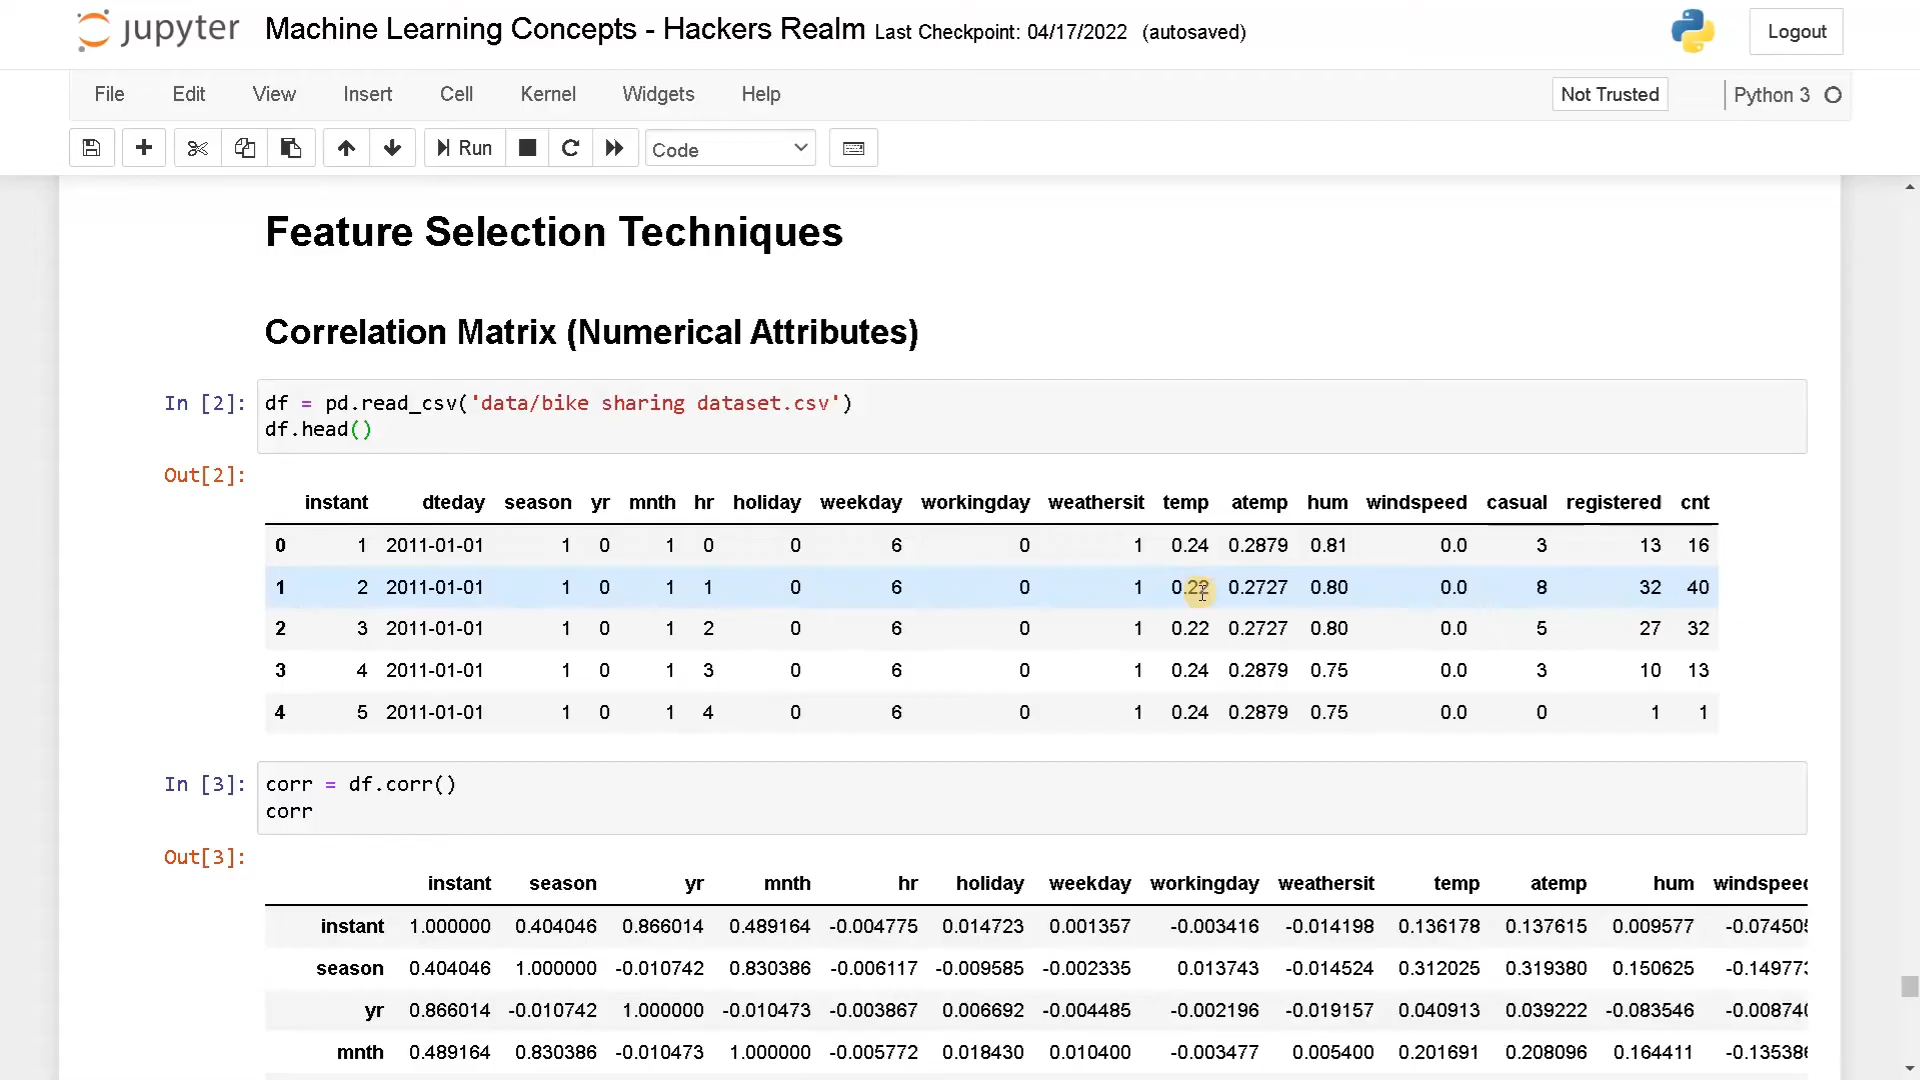 jupyter Machine Learning Concepts - Hackers Realm Last Checkpoint: 04/17/2022 (autosaved) Logout
File Edit View Insert Cell Kernel Widgets Help Not Trusted Python 3
Run Code
Feature Selection Techniques
Correlation Matrix (Numerical Attributes)
In [2]: df = pd.read_csv('data/bike sharing dataset.csv')
df.head()
Out[2]:
instant dteday season yr mnth hr holiday weekday workingday weathersit temp atemp hum windspeed casual registered cnt
0 1 2011-01-01 1 0 1 0 0 6 0 1 0.24 0.2879 0.81 0.0 3 13 16
1 2 2011-01-01 1 0 1 1 0 6 0 1 0.22 0.2727 0.80 0.0 8 32 40
2 3 2011-01-01 1 0 1 2 0 6 0 1 0.22 0.2727 0.80 0.0 5 27 32
3 4 2011-01-01 1 0 1 3 0 6 0 1 0.24 0.2879 0.75 0.0 3 10 13
4 5 2011-01-01 1 0 1 4 0 6 0 1 0.24 0.2879 0.75 0.0 0 1 1
In [3]: corr = df.corr()
corr
Out[3]:
instant season yr mnth hr holiday weekday workingday weathersit temp atemp hum windspeed
instant 1.000000 0.404046 0.866014 0.489164 -0.004775 0.014723 0.001357 -0.003416 -0.014198 0.136178 0.137615 0.009577 -0.074505
season 0.404046 1.000000 -0.010742 0.830386 -0.006117 -0.009585 -0.002335 0.013743 -0.014524 0.312025 0.319380 0.150625 -0.149773
yr 0.866014 -0.010742 1.000000 -0.010473 -0.003867 0.006692 -0.004485 -0.002196 -0.019157 0.040913 0.039222 -0.083546 -0.008740
mnth 0.489164 0.830386 -0.010473 1.000000 -0.005772 0.018430 0.010400 -0.003477 0.005400 0.201691 0.208096 0.164411 -0.135386